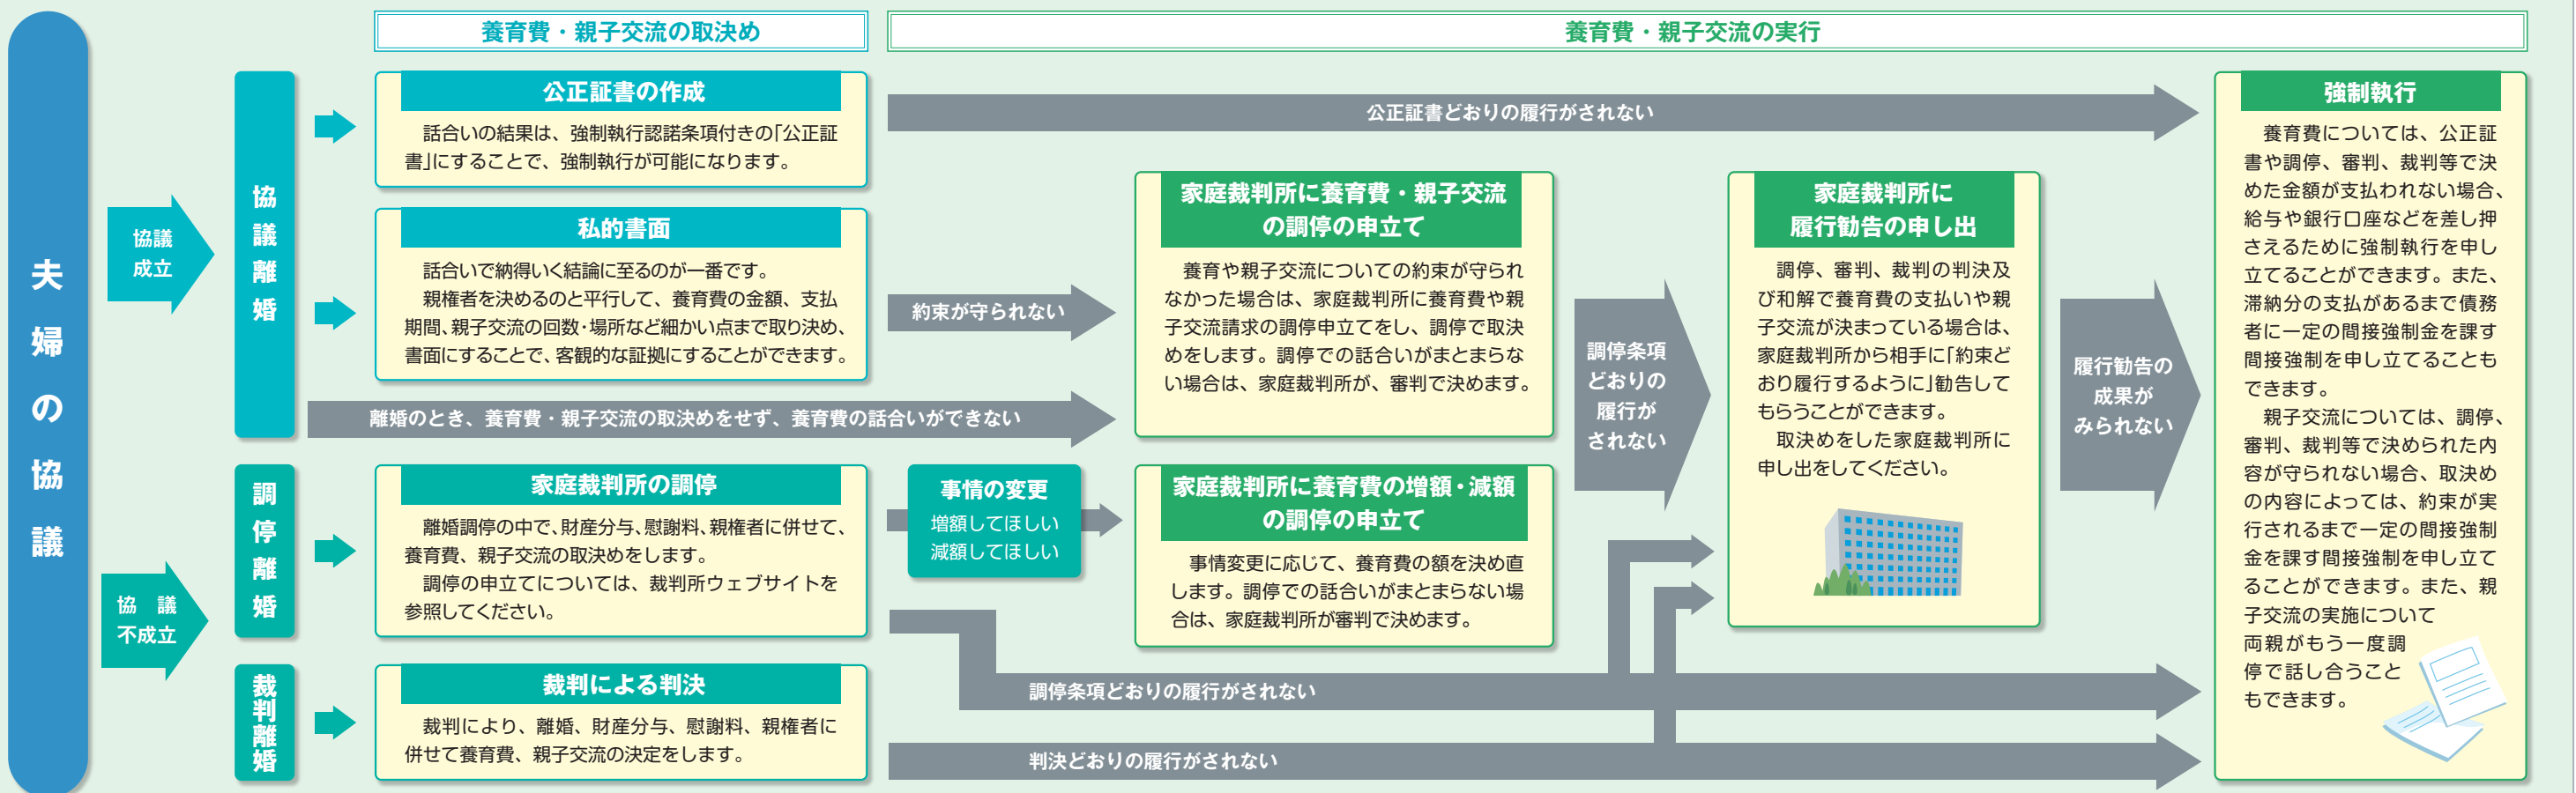 夫婦の協議
協議
成立
協　議
不成立
協議離婚
調停離婚
裁判離婚
養育費・親子交流の取決め
公正証書の作成
話合いの結果は、強制執行認諾条項付きの「公正証
書」にすることで、強制執行が可能になります。
私的書面
話合いで納得いく結論に至るのが一番です。
親権者を決めるのと平行して、養育費の金額、支払
期間、親子交流の回数・場所など細かい点まで取り決め、
書面にすることで、客観的な証拠にすることができます。
離婚のとき、養育費・親子交流の取決めをせず、養育費の話合いができない
家庭裁判所の調停
離婚調停の中で、財産分与、慰謝料、親権者に併せて、
養育費、親子交流の取決めをします。
調停の申立てについては、裁判所ウェブサイトを
参照してください。
裁判による判決
裁判により、離婚、財産分与、慰謝料、親権者に
併せて養育費、親子交流の決定をします。
養育費・親子交流の実行
公正証書どおりの履行がされない
約束が守られない
家庭裁判所に養育費・親子交流
の調停の申立て
養育や親子交流についての約束が守られ
なかった場合は、家庭裁判所に養育費や親
子交流請求の調停申立てをし、調停で取決
めをします。調停での話合いがまとまらな
い場合は、家庭裁判所が、審判で決めます。
事情の変更
増額してほしい
減額してほしい
家庭裁判所に養育費の増額・減額
の調停の申立て
事情変更に応じて、養育費の額を決め直
します。調停での話合いがまとまらない場
合は、家庭裁判所が審判で決めます。
調停条項どおりの履行がされない
判決どおりの履行がされない
調停条項
どおりの
履行が
されない
家庭裁判所に
履行勧告の申し出
調停、審判、裁判の判決及
び和解で養育費の支払いや親
子交流が決まっている場合は、
家庭裁判所から相手に「約束ど
おり履行するように」勧告して
もらうことができます。
取決めをした家庭裁判所に
申し出をしてください。
履行勧告の
成果が
みられない
強制執行
養育費については、公正証
書や調停、審判、裁判等で決
めた金額が支払われない場合、
給与や銀行口座などを差し押
さえるために強制執行を申し
立てることができます。また、
滞納分の支払があるまで債務
者に一定の間接強制金を課す
間接強制を申し立てることも
できます。
親子交流については、調停、
審判、裁判等で決められた内
容が守られない場合、取決め
の内容によっては、約束が実
行されるまで一定の間接強制
金を課す間接強制を申し立て
ることができます。また、親
子交流の実施について
両親がもう一度調
停で話し合うこと
もできます。